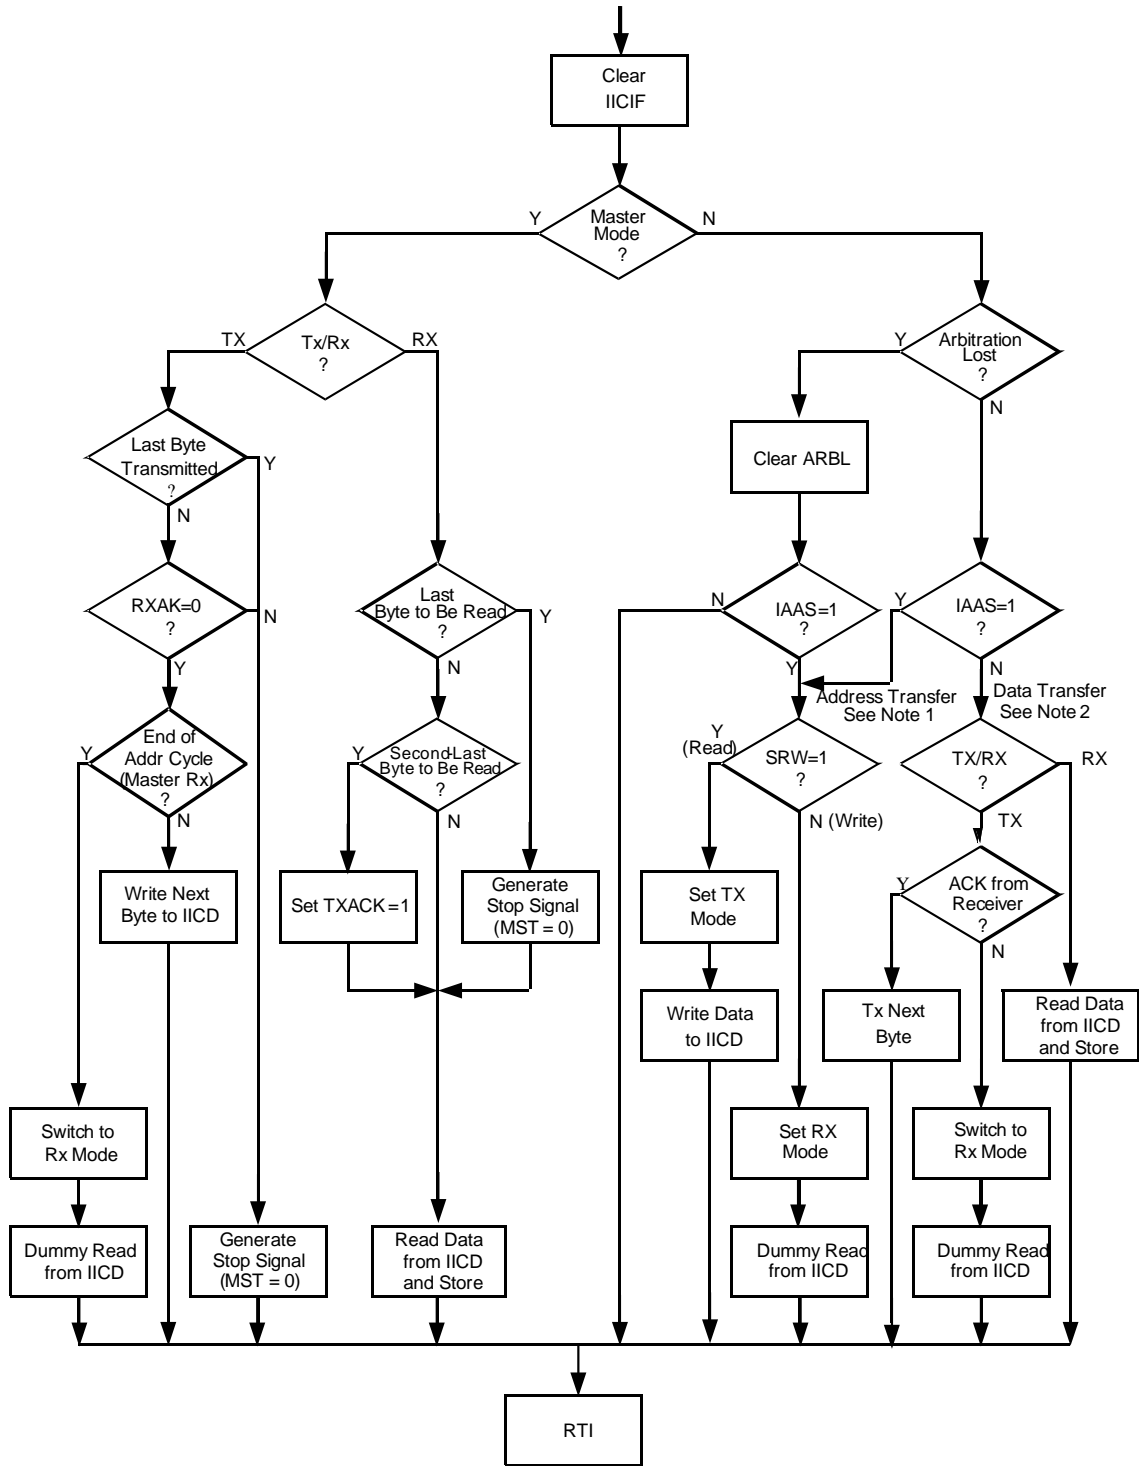 Clear
IICIF
Y
Master
Mode
?
N
TX
Tx/Rx
?
RX
Y
Arbitration
Lost
?
N
Last Byte
Transmitted
?
Y
N
Clear ARBL
RXAK=0
?
N
Y
Last
Byte to Be Read
?
Y
N
N
IAAS=1
?
Y
Y
IAAS=1
?
N
Address Transfer
See Note 1
Data Transfer
See Note 2
Y
End of
Addr Cycle
(Master Rx)
?
N
Y
Second-Last
Byte to Be Read
?
N
Y
(Read)
SRW=1
?
N (Write)
TX/RX
?
RX
TX
Write Next
Byte to IICD
Set TXACK =1
Generate
Stop Signal
(MST = 0)
Set TX
Mode
Y
ACK from
Receiver
?
N
Write Data
to IICD
Tx Next
Byte
Read Data
from IICD
and Store
Switch to
Rx Mode
Set RX
Mode
Switch to
Rx Mode
Dummy Read
from IICD
Generate
Stop Signal
(MST = 0)
Read Data
from IICD
and Store
Dummy Read
from IICD
Dummy Read
from IICD
RTI